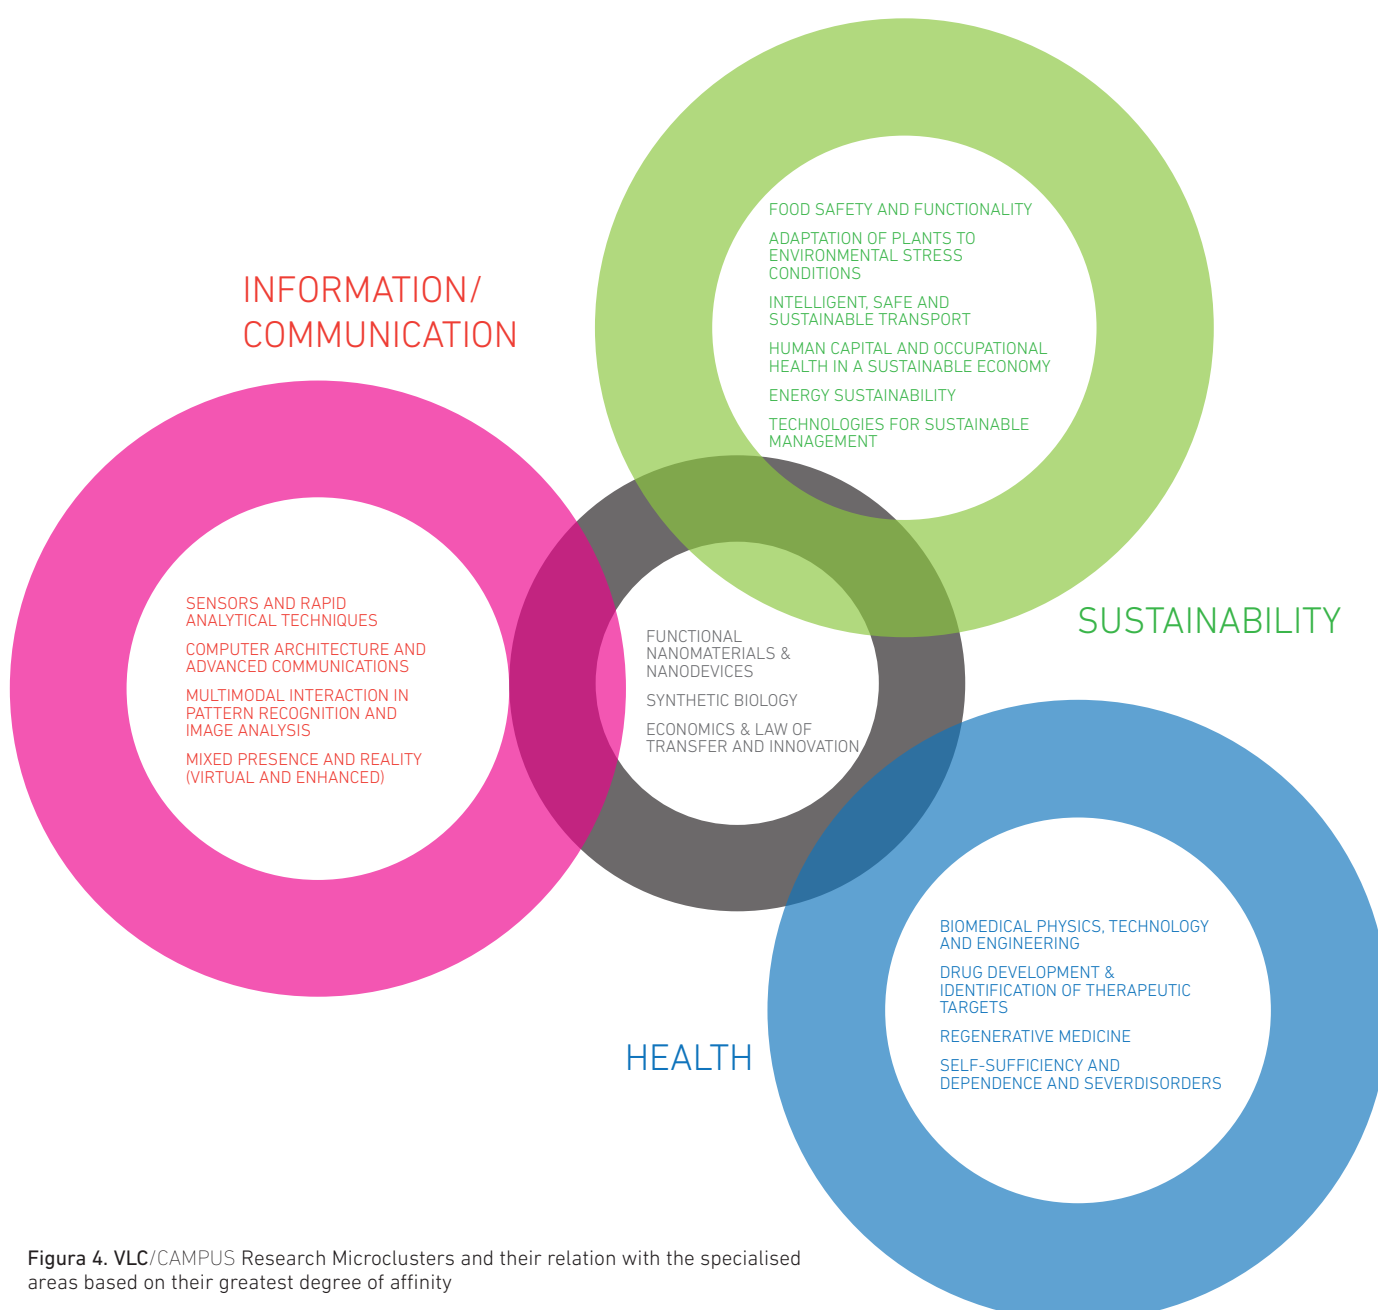 FOOD SAFETY AND FUNCTIONALITY
ADAPTATION OF PLANTS TO
ENVIRONMENTAL STRESS
CONDITIONS
INTELLIGENT, SAFE AND
SUSTAINABLE TRANSPORT
HUMAN CAPITAL AND OCCUPATIONAL
HEALTH IN A SUSTAINABLE ECONOMY
ENERGY SUSTAINABILITY
TECHNOLOGIES FOR SUSTAINABLE
MANAGEMENT
INFORMATION/
COMMUNICATION
SENSORS AND RAPID
ANALYTICAL TECHNIQUES
COMPUTER ARCHITECTURE AND
ADVANCED COMMUNICATIONS
MULTIMODAL INTERACTION IN
PATTERN RECOGNITION AND
IMAGE ANALYSIS
MIXED PRESENCE AND REALITY
(VIRTUAL AND ENHANCED)
FUNCTIONAL
NANOMATERIALS &
NANODEVICES
SYNTHETIC BIOLOGY
ECONOMICS & LAW OF
TRANSFER AND INNOVATION
SUSTAINABILITY
BIOMEDICAL PHYSICS, TECHNOLOGY
AND ENGINEERING
DRUG DEVELOPMENT &
IDENTIFICATION OF THERAPEUTIC
TARGETS
REGENERATIVE MEDICINE
SELF-SUFFICIENCY AND
DEPENDENCE AND SEVERDISORDERS
HEALTH
Figura 4. VLC/CAMPUS Research Microclusters and their relation with the specialised
areas based on their greatest degree of affinity